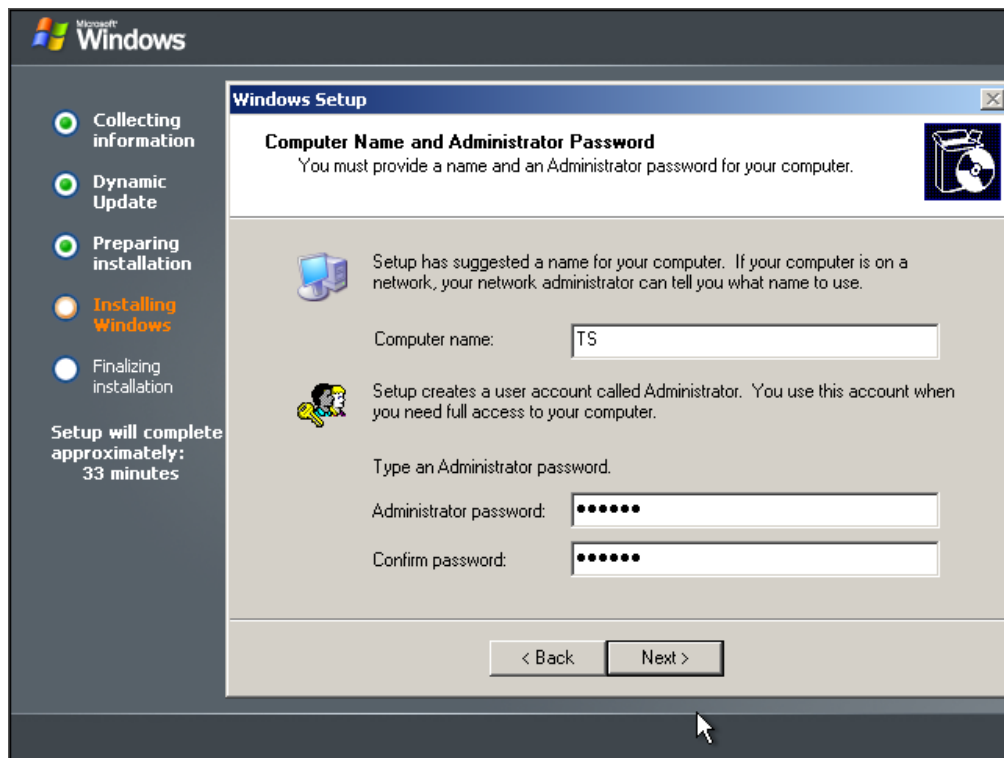 Microsoft
Windows
Collecting
information
Dynamic
Update
Preparing
installation
Installing
Windows
Finalizing
installation
Setup will complete
approximately:
33 minutes
Windows Setup
Computer Name and Administrator Password
You must provide a name and an Administrator password for your computer.
Setup has suggested a name for your computer.  If your computer is on a
network, your network administrator can tell you what name to use.
Computer name:
TS
Setup creates a user account called Administrator.  You use this account when
you need full access to your computer.
Type an Administrator password.
Administrator password:
••••••
Confirm password:
••••••
< Back
Next >